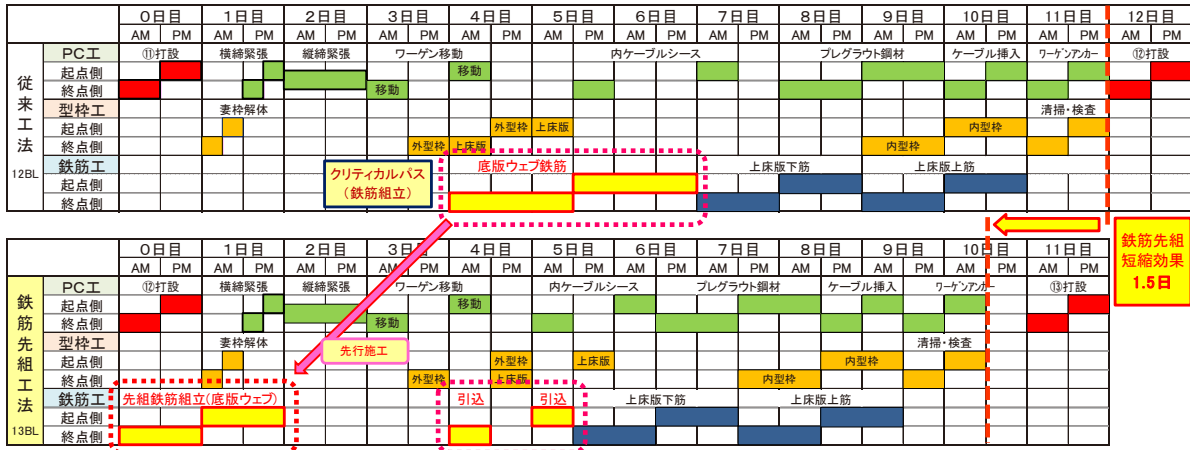 0日目 1日目 2日目 3日目 4日目 5日目 6日目 7日目 8日目 9日目 10日目 11日目 12日目
AM PM AM PM AM PM AM PM AM PM AM PM AM PM AM PM AM PM AM PM AM PM AM PM AM PM
従来工法
12BL
PC工 ⑪打設 横締緊張 縦締緊張 ワーゲン移動 内ケーブルシース プレグラウト鋼材 ケーブル挿入 ワーゲンアンカー ⑫打設
起点側 移動
終点側 移動
型枠工 妻枠解体 清掃・検査
起点側 外型枠 上床版 内型枠
終点側 外型枠 上床版 内型枠
鉄筋工 底版ウェブ鉄筋 上床版下筋 上床版上筋
起点側
終点側
クリティカルパス
(鉄筋組立)
鉄筋先組
短縮効果
1.5日
0日目 1日目 2日目 3日目 4日目 5日目 6日目 7日目 8日目 9日目 10日目 11日目
AM PM AM PM AM PM AM PM AM PM AM PM AM PM AM PM AM PM AM PM AM PM AM PM
鉄筋先組工法
13BL
PC工 ⑫打設 横締緊張 縦締緊張 ワーゲン移動 内ケーブルシース プレグラウト鋼材 ケーブル挿入 ワーゲンアンカー ⑬打設
起点側 移動
終点側 移動
型枠工 妻枠解体 清掃・検査
先行施工
起点側 外型枠 上床版 内型枠
終点側 外型枠 上床版 内型枠
鉄筋工 先組鉄筋組立(底版ウェブ) 引込 引込 上床版下筋 上床版上筋
起点側
終点側